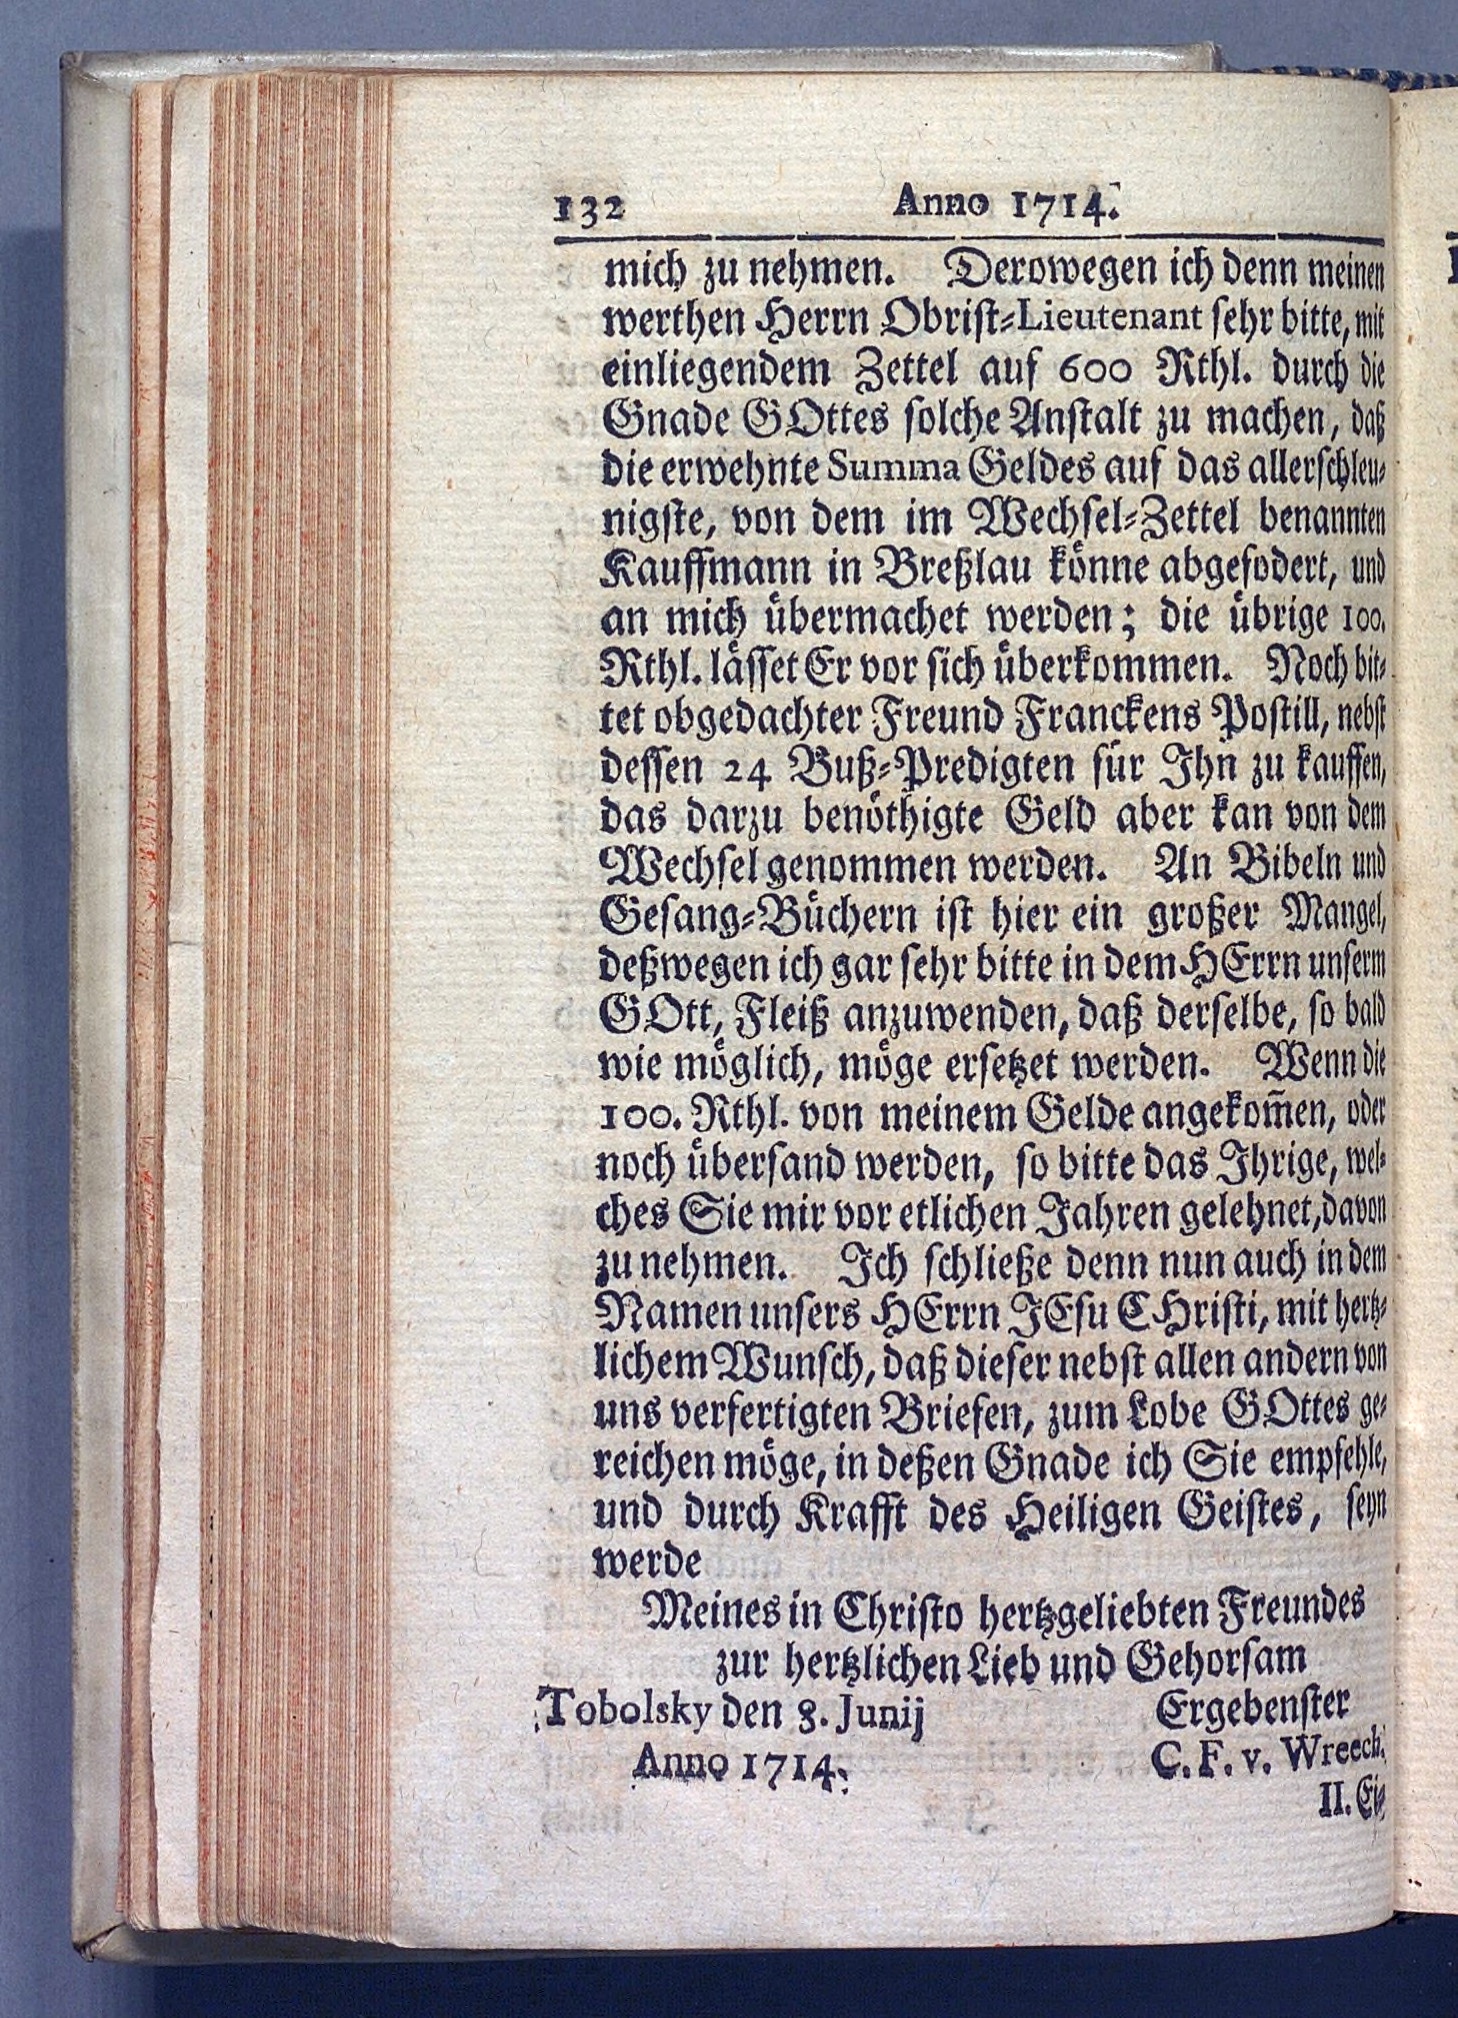 132 Anno 1714.
mich zu nehmen. Derowegen ich denn meinen
werthen Herrn Obrist-Lieutenant sehr bitte, mit
einliegendem Zettel auf 600 Rthl. durch die
Gnade GOttes solche Anstalt zu machen, daß
die erwehnte Summa Geldes auf das allerschleu-
nigste, von dem im Wechsel-Zettel benannten
Kauffmann in Breßlau könne abgefodert, und
an mich übermachet werden; die übrige 100.
Rthl. lässet Er vor sich überkommen. Noch bit-
tet obgedachter Freund Franckens Postill, nebst
dessen 24 Buß-Predigten für Ihn zu kauffen,
das darzu benöthigte Geld aber kan von dem
Wechsel genommen werden. An Bibeln und
Gesang-Büchern ist hier ein großer Mangel,
deßwegen ich gar sehr bitte in dem HErrn unserm
GOtt, Fleiß anzuwenden, daß derselbe, so bald
wie möglich, möge ersetzet werden. Wenn die
100. Rthl. von meinem Gelde angekom̃en, oder
noch übersand werden, so bitte das Ihrige, wel-
ches Sie mir vor etlichen Jahren gelehnet, davon
zu nehmen. Ich schließe denn nun auch in dem
Namen unsers HErrn JEsu CHristi, mit hertz-
lichem Wunsch, daß dieser nebst allen andern von
uns verfertigten Briefen, zum Lobe GOttes ge-
reichen möge, in deßen Gnade ich Sie empfehle,
und durch Krafft des Heiligen Geistes, seyn
werde
Meines in Christo hertzgeliebten Freundes
zur hertzlichen Lieb und Gehorsam
Tobolsky den 8. Junij Ergebenster
Anno 1714. C. F. v. Wreech.
II. Ei-